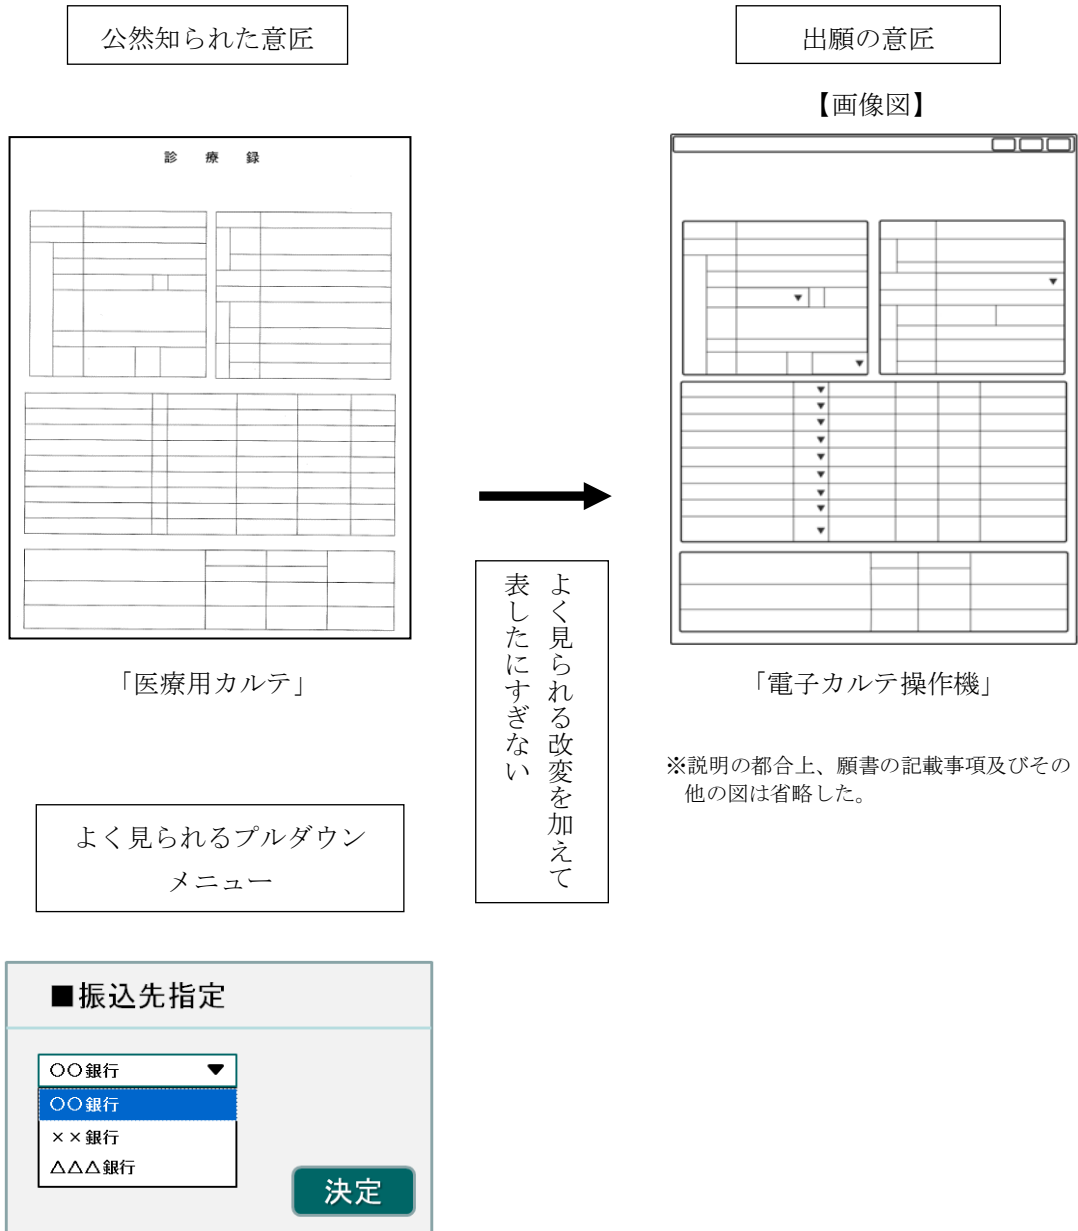 公然知られた意匠
出願の意匠
【画像図】
診 療 録
「医療用カルテ」
よく見られる改変を加えて
表したにすぎない
「電子カルテ操作機」
※説明の都合上、願書の記載事項及びその
他の図は省略した。
よく見られるプルダウン
メニュー
■振込先指定
○○銀行 ▼
○○銀行
××銀行
△△△銀行
決定